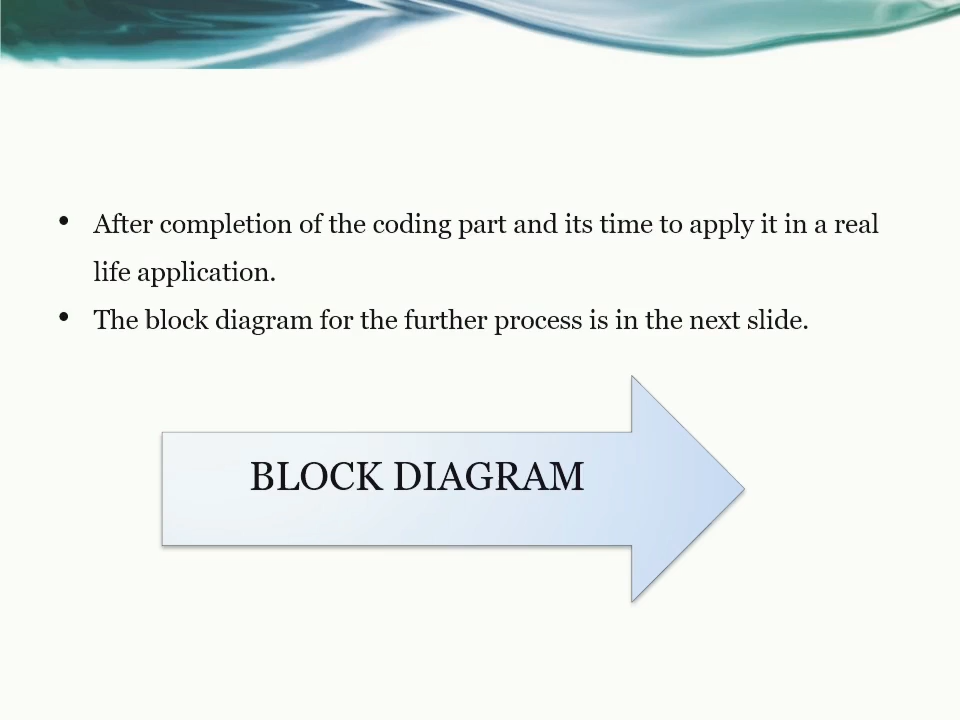 • After completion of the coding part and its time to apply it in a real
life application.
• The block diagram for the further process is in the next slide.
BLOCK DIAGRAM